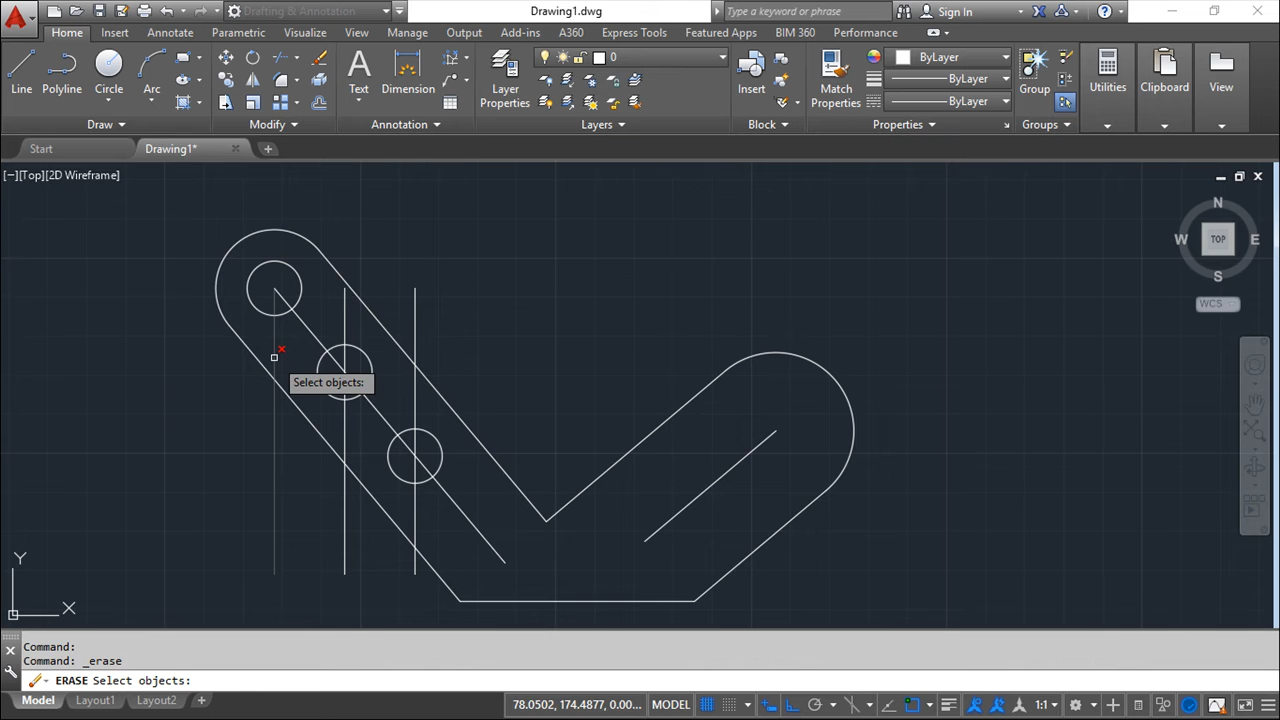 Drafting & Annotation
Drawing1.dwg
Type a keyword or phrase
Sign In
Home Insert Annotate Parametric Visualize View Manage Output Add-ins A360 Express Tools Featured Apps BIM 360 Performance
Line
Polyline
Circle
Arc
Text
Dimension
Layer
Properties
0
Insert
Match
Properties
ByLayer
ByLayer
ByLayer
Group
Utilities
Clipboard
View
Draw
Modify
Annotation
Layers
Block
Properties
Groups
Start
Drawing1*
[−][Top][2D Wireframe]
N
W TOP E
S
WCS
Select objects:
Y
X
Command:
Command: _erase
ERASE Select objects:
Model Layout1 Layout2
78.0502, 174.4877, 0.00... MODEL
1:1